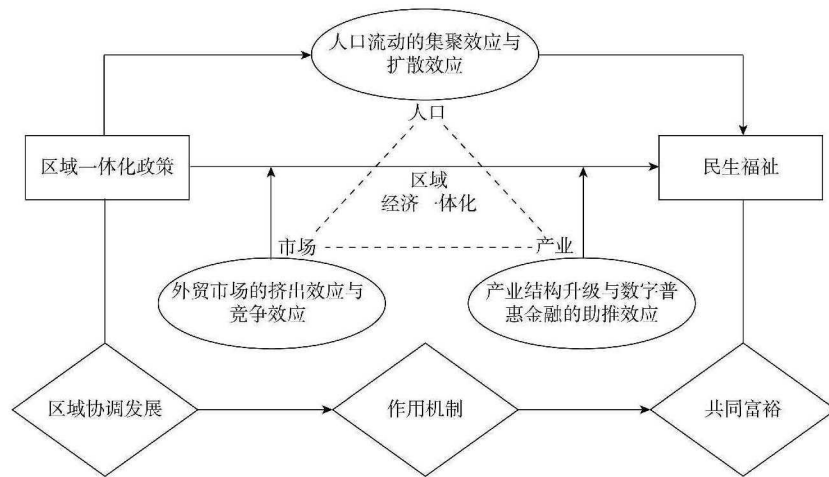 人口流动的集聚效应与
扩散效应
人口
区域一体化政策
民生福祉
区域
经济一体化
市场
产业
外贸市场的挤出效应与
竞争效应
产业结构升级与数字普
惠金融的助推效应
区域协调发展
作用机制
共同富裕